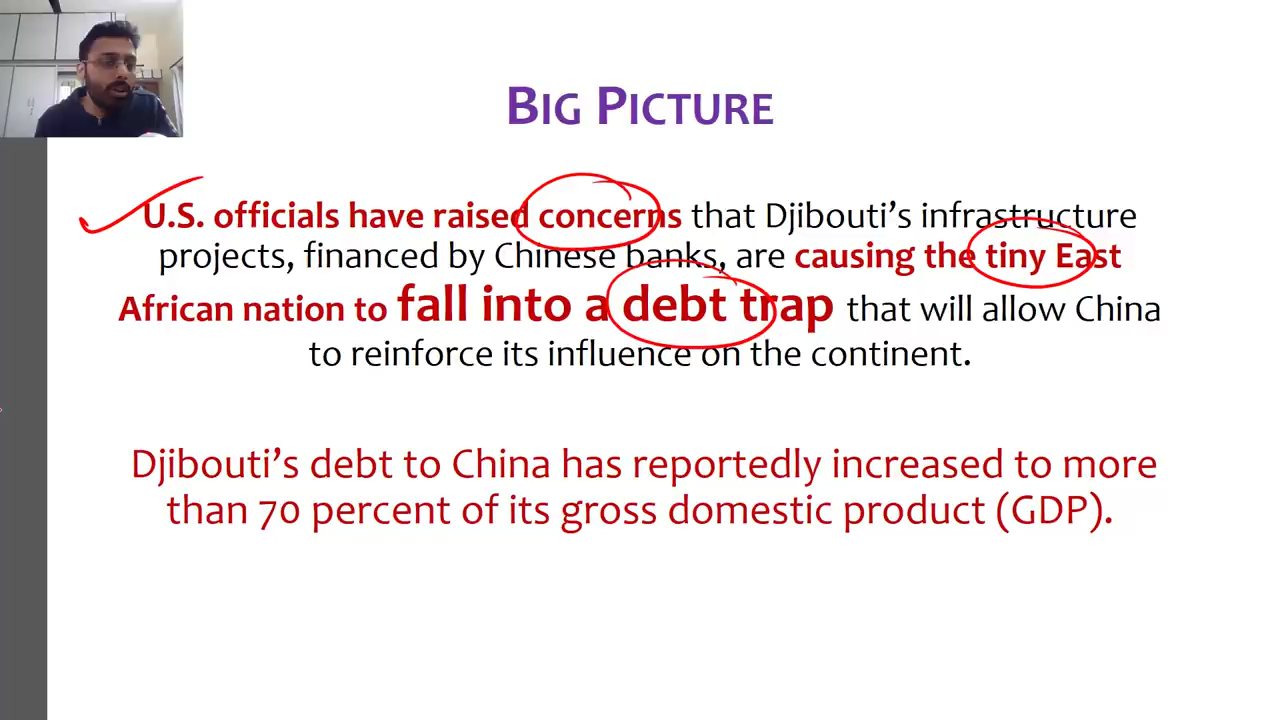 BIG PICTURE
U.S. officials have raised concerns that Djibouti’s infrastructure
projects, financed by Chinese banks, are causing the tiny East
African nation to fall into a debt trap that will allow China
to reinforce its influence on the continent.
Djibouti’s debt to China has reportedly increased to more
than 70 percent of its gross domestic product (GDP).